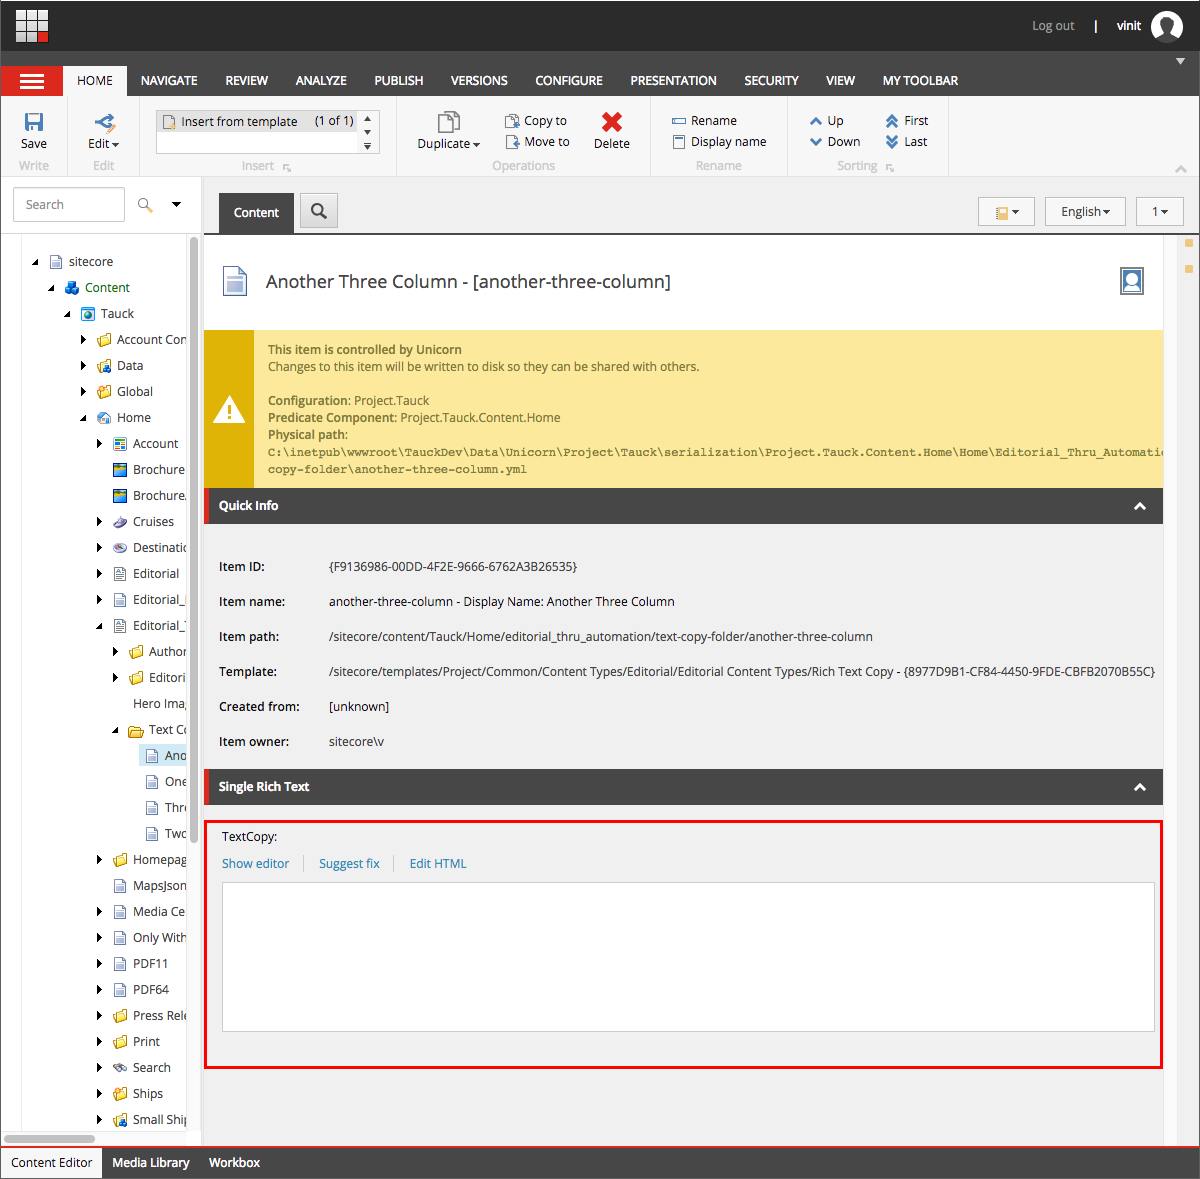 Log out | vinit
HOME NAVIGATE REVIEW ANALYZE PUBLISH VERSIONS CONFIGURE PRESENTATION SECURITY VIEW MY TOOLBAR
Save
Write
Edit
Edit
Insert from template (1 of 1)
Insert
Duplicate
Copy to
Move to
Delete
Operations
Rename
Display name
Rename
Up
Down
First
Last
Sorting
Search
Content
English
1
sitecore
Content
Tauck
Account Con
Data
Global
Home
Account
Brochure
Brochure
Cruises
Destinatio
Editorial
Editorial_
Editorial_
Author
Editori
Hero Ima
Text Co
Ano
One
Thre
Two
Homepag
MapsJson
Media Ce
Only With
PDF11
PDF64
Press Rele
Print
Search
Ships
Small Ship
Another Three Column - [another-three-column]
This item is controlled by Unicorn
Changes to this item will be written to disk so they can be shared with others.
Configuration: Project.Tauck
Predicate Component: Project.Tauck.Content.Home
Physical path:
C:\inetpub\wwwroot\TauckDev\Data\Unicorn\Project\Tauck\serialization\Project.Tauck.Content.Home\Home\Editorial_Thru_Automatio
copy-folder\another-three-column.yml
Quick Info
Item ID: {F9136986-00DD-4F2E-9666-6762A3B26535}
Item name: another-three-column - Display Name: Another Three Column
Item path: /sitecore/content/Tauck/Home/editorial_thru_automation/text-copy-folder/another-three-column
Template: /sitecore/templates/Project/Common/Content Types/Editorial/Editorial Content Types/Rich Text Copy - {8977D9B1-CF84-4450-9FDE-CBFB2070B55C}
Created from: [unknown]
Item owner: sitecore\v
Single Rich Text
TextCopy:
Show editor Suggest fix Edit HTML
Content Editor Media Library Workbox